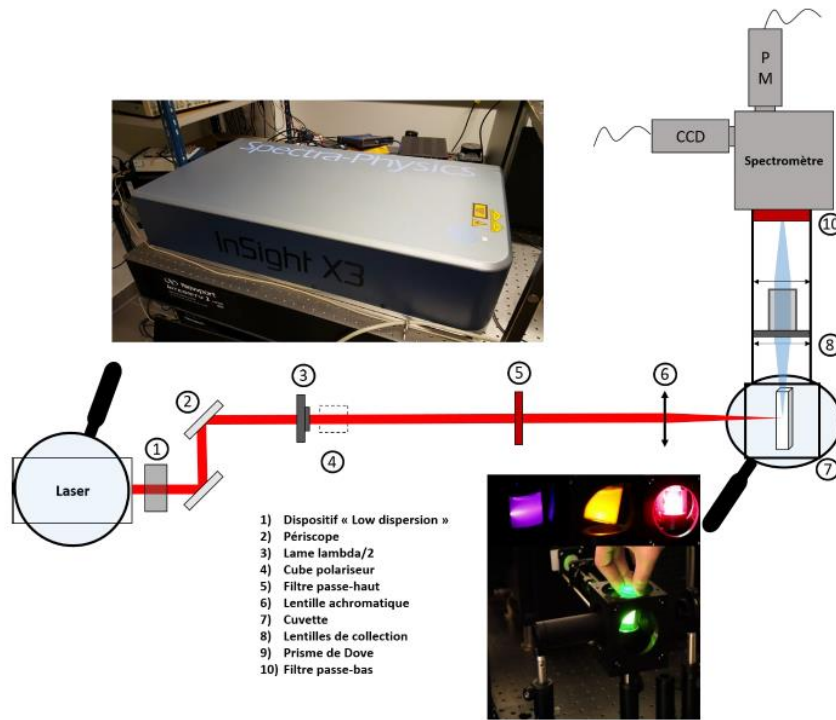 P
M
CCD
Spectromètre
Spectra-Physics
InSight X3
Newport
10
8
3
5
6
2
1
4
7
Laser
1) Dispositif « Low dispersion »
2) Périscope
3) Lame lambda/2
4) Cube polariseur
5) Filtre passe-haut
6) Lentille achromatique
7) Cuvette
8) Lentilles de collection
9) Prisme de Dove
10) Filtre passe-bas